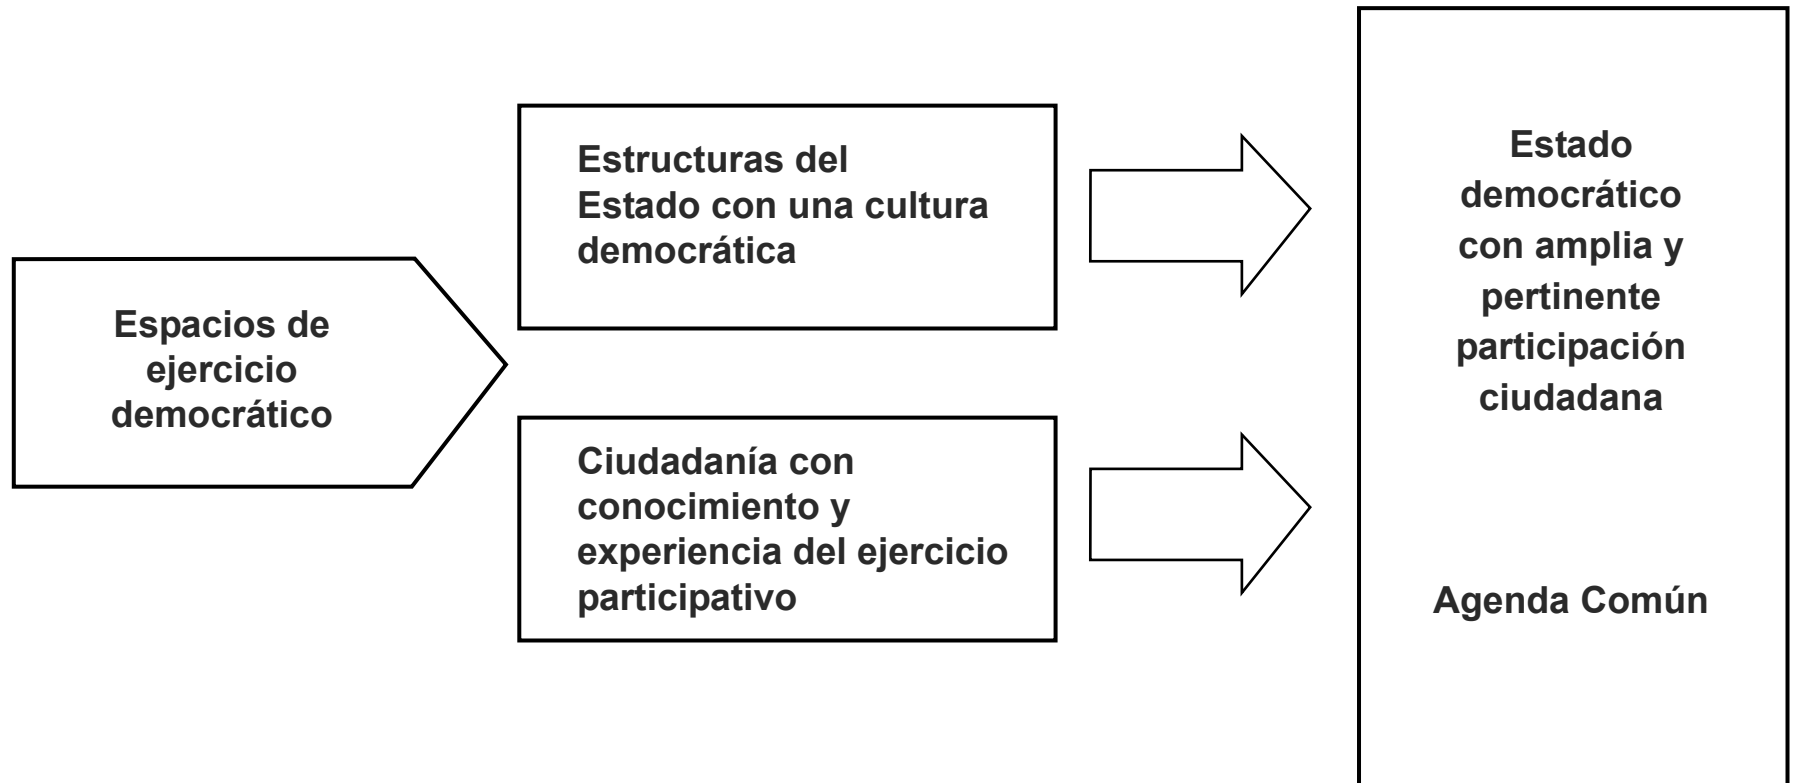 Espacios de
ejercicio
democrático
Estructuras del
Estado con una cultura
democrática
Ciudadanía con
conocimiento y
experiencia del ejercicio
participativo
Estado
democrático
con amplia y
pertinente
participación
ciudadana
Agenda Común